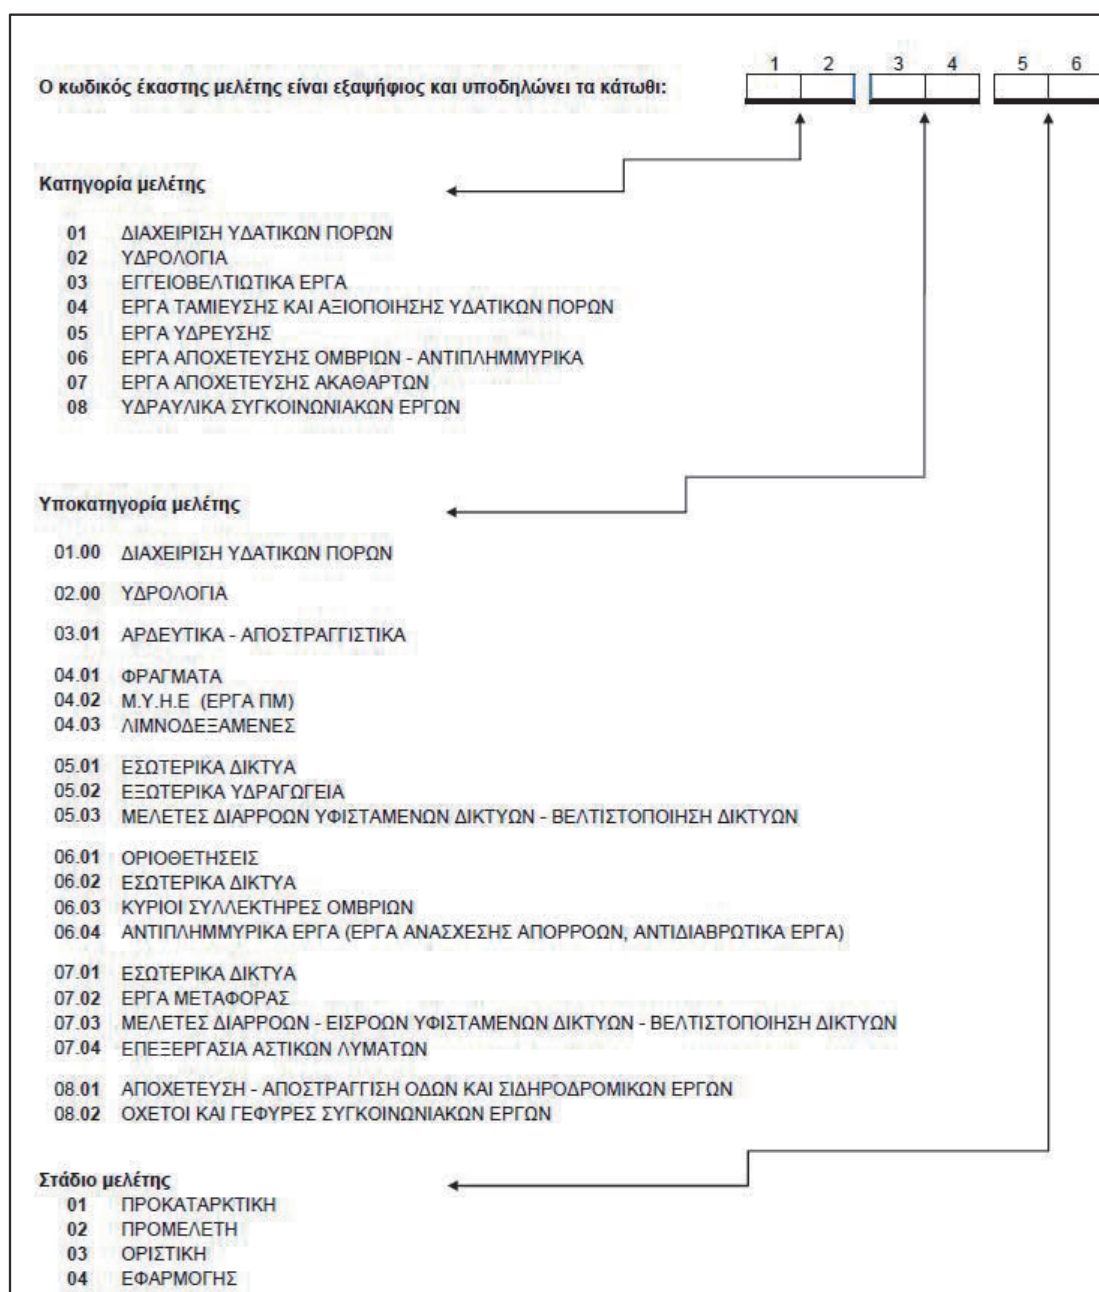 1 2 3 4 5 6
Ο κωδικός έκαστης μελέτης είναι εξαψήφιος και υποδηλώνει τα κάτωθι:
Κατηγορία μελέτης
01 ΔΙΑΧΕΙΡΙΣΗ ΥΔΑΤΙΚΩΝ ΠΟΡΩΝ
02 ΥΔΡΟΛΟΓΙΑ
03 ΕΓΓΕΙΟΒΕΛΤΙΩΤΙΚΑ ΕΡΓΑ
04 ΕΡΓΑ ΤΑΜΙΕΥΣΗΣ ΚΑΙ ΑΞΙΟΠΟΙΗΣΗΣ ΥΔΑΤΙΚΩΝ ΠΟΡΩΝ
05 ΕΡΓΑ ΥΔΡΕΥΣΗΣ
06 ΕΡΓΑ ΑΠΟΧΕΤΕΥΣΗΣ ΟΜΒΡΙΩΝ - ΑΝΤΙΠΛΗΜΜΥΡΙΚΑ
07 ΕΡΓΑ ΑΠΟΧΕΤΕΥΣΗΣ ΑΚΑΘΑΡΤΩΝ
08 ΥΔΡΑΥΛΙΚΑ ΣΥΓΚΟΙΝΩΝΙΑΚΩΝ ΕΡΓΩΝ
Υποκατηγορία μελέτης
01.00 ΔΙΑΧΕΙΡΙΣΗ ΥΔΑΤΙΚΩΝ ΠΟΡΩΝ
02.00 ΥΔΡΟΛΟΓΙΑ
03.01 ΑΡΔΕΥΤΙΚΑ - ΑΠΟΣΤΡΑΓΓΙΣΤΙΚΑ
04.01 ΦΡΑΓΜΑΤΑ
04.02 Μ.Υ.Η.Ε (ΕΡΓΑ ΠΜ)
04.03 ΛΙΜΝΟΔΕΞΑΜΕΝΕΣ
05.01 ΕΣΩΤΕΡΙΚΑ ΔΙΚΤΥΑ
05.02 ΕΞΩΤΕΡΙΚΑ ΥΔΡΑΓΩΓΕΙΑ
05.03 ΜΕΛΕΤΕΣ ΔΙΑΡΡΟΩΝ ΥΦΙΣΤΑΜΕΝΩΝ ΔΙΚΤΥΩΝ - ΒΕΛΤΙΣΤΟΠΟΙΗΣΗ ΔΙΚΤΥΩΝ
06.01 ΟΡΙΟΘΕΤΗΣΕΙΣ
06.02 ΕΣΩΤΕΡΙΚΑ ΔΙΚΤΥΑ
06.03 ΚΥΡΙΟΙ ΣΥΛΛΕΚΤΗΡΕΣ ΟΜΒΡΙΩΝ
06.04 ΑΝΤΙΠΛΗΜΜΥΡΙΚΑ ΕΡΓΑ (ΕΡΓΑ ΑΝΑΣΧΕΣΗΣ ΑΠΟΡΡΟΩΝ, ΑΝΤΙΔΙΑΒΡΩΤΙΚΑ ΕΡΓΑ)
07.01 ΕΣΩΤΕΡΙΚΑ ΔΙΚΤΥΑ
07.02 ΕΡΓΑ ΜΕΤΑΦΟΡΑΣ
07.03 ΜΕΛΕΤΕΣ ΔΙΑΡΡΟΩΝ - ΕΙΣΡΟΩΝ ΥΦΙΣΤΑΜΕΝΩΝ ΔΙΚΤΥΩΝ - ΒΕΛΤΙΣΤΟΠΟΙΗΣΗ ΔΙΚΤΥΩΝ
07.04 ΕΠΕΞΕΡΓΑΣΙΑ ΑΣΤΙΚΩΝ ΛΥΜΑΤΩΝ
08.01 ΑΠΟΧΕΤΕΥΣΗ - ΑΠΟΣΤΡΑΓΓΙΣΗ ΟΔΩΝ ΚΑΙ ΣΙΔΗΡΟΔΡΟΜΙΚΩΝ ΕΡΓΩΝ
08.02 ΟΧΕΤΟΙ ΚΑΙ ΓΕΦΥΡΕΣ ΣΥΓΚΟΙΝΩΝΙΑΚΩΝ ΕΡΓΩΝ
Στάδιο μελέτης
01 ΠΡΟΚΑΤΑΡΚΤΙΚΗ
02 ΠΡΟΜΕΛΕΤΗ
03 ΟΡΙΣΤΙΚΗ
04 ΕΦΑΡΜΟΓΗΣ